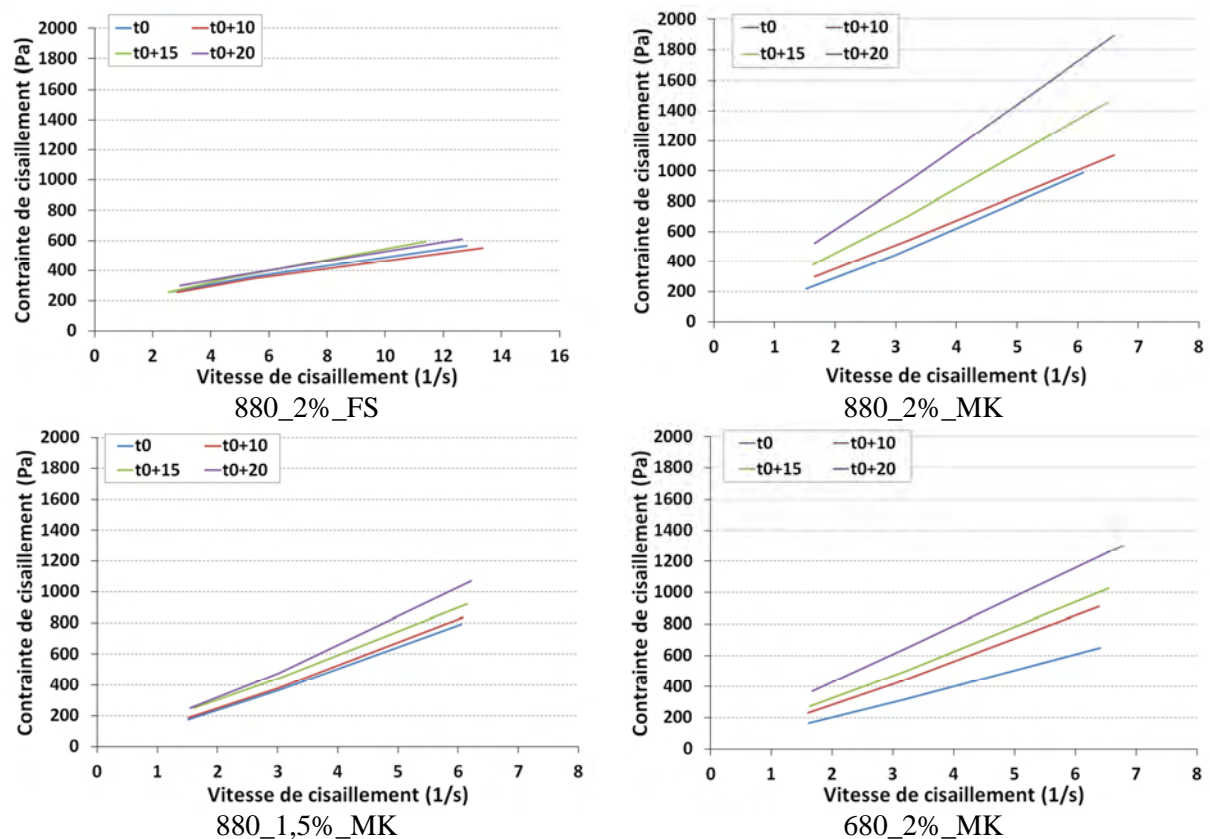 Contrainte de cisaillement (Pa)
2000
1800
1600
1400
1200
1000
800
600
400
200
0
t0 t0+10
t0+15 t0+20
0 2 4 6 8 10 12 14 16
Vitesse de cisaillement (1/s)
880_2%_FS
Contrainte de cisaillement (Pa)
2000
1800
1600
1400
1200
1000
800
600
400
200
0
t0 t0+10
t0+15 t0+20
0 1 2 3 4 5 6 7 8
Vitesse de cisaillement (1/s)
880_2%_MK
Contrainte de cisaillement (Pa)
2000
1800
1600
1400
1200
1000
800
600
400
200
0
t0 t0+10
t0+15 t0+20
0 1 2 3 4 5 6 7 8
Vitesse de cisaillement (1/s)
880_1,5%_MK
Contrainte de cisaillement (Pa)
2000
1800
1600
1400
1200
1000
800
600
400
200
0
t0 t0+10
t0+15 t0+20
0 1 2 3 4 5 6 7 8
Vitesse de cisaillement (1/s)
680_2%_MK